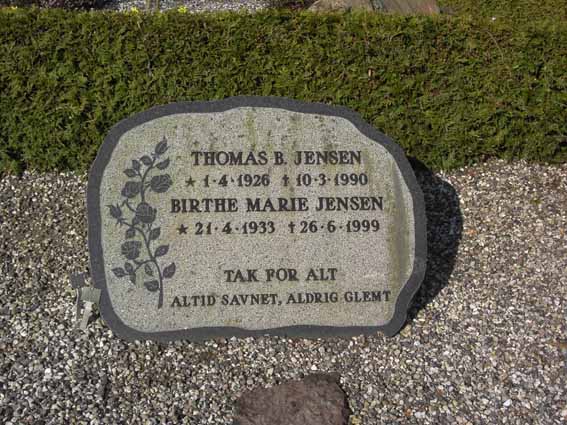 THOMAS B. JENSEN
* 1·4·1926 † 10·3·1990
BIRTHE MARIE JENSEN
* 21·4·1933 † 26·6·1999
TAK FOR ALT
ALTID SAVNET, ALDRIG GLEMT